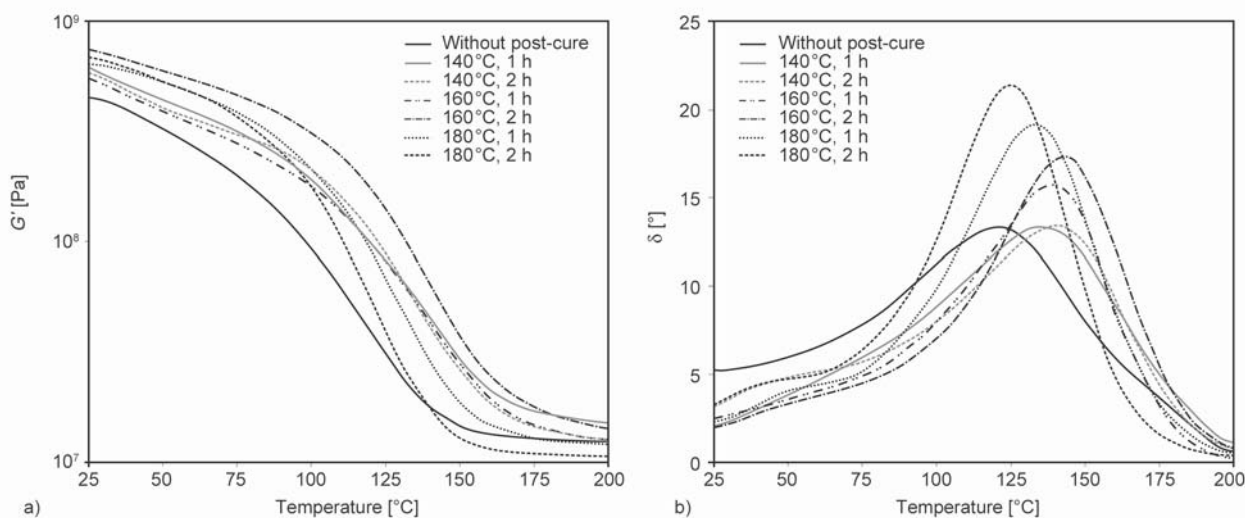 10⁹
10⁸
10⁷
G′ [Pa]
Without post-cure
140°C, 1 h
140°C, 2 h
160°C, 1 h
160°C, 2 h
180°C, 1 h
180°C, 2 h
25 50 75 100 125 150 175 200
Temperature [°C]
a)
25
20
15
10
5
0
δ [°]
Without post-cure
140°C, 1 h
140°C, 2 h
160°C, 1 h
160°C, 2 h
180°C, 1 h
180°C, 2 h
25 50 75 100 125 150 175 200
Temperature [°C]
b)